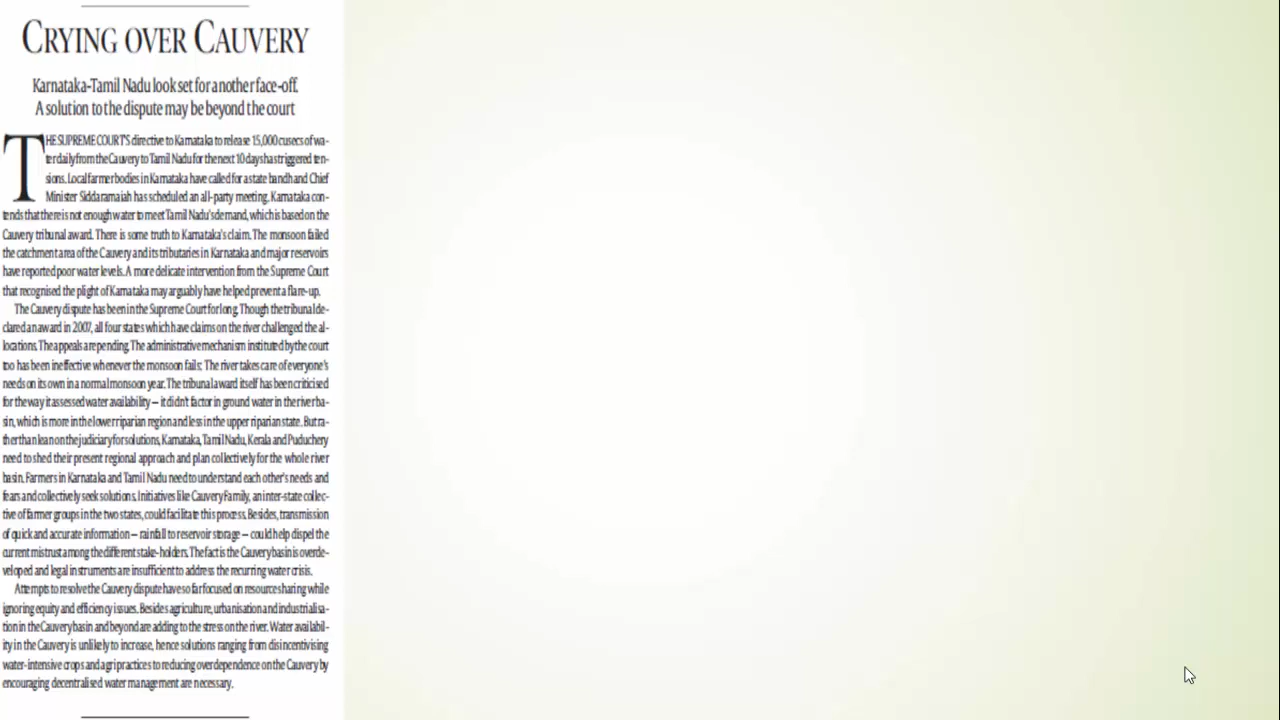 CRYING OVER CAUVERY
Karnataka-Tamil Nadu look set for another face-off.
A solution to the dispute may be beyond the court
THE SUPREME COURT'S directive to Karnataka to release 15,000 cusecs of wa-
ter daily from the Cauvery to Tamil Nadu for the next 10 days has triggered ten-
sions. Local farmer bodies in Karnataka have called for a state bandh and Chief
Minister Siddaramaiah has scheduled an all-party meeting. Karnataka con-
tends that there is not enough water to meet Tamil Nadu's demand, which is based on the
Cauvery tribunal award. There is some truth to Karnataka's claim. The monsoon failed
the catchment area of the Cauvery and its tributaries in Karnataka and major reservoirs
have reported poor water levels. A more delicate intervention from the Supreme Court
that recognised the plight of Karnataka may arguably have helped prevent a flare-up.
The Cauvery dispute has been in the Supreme Court for long. Though the tribunal de-
clared an award in 2007, all four states which have claims on the river challenged the al-
locations. The appeals are pending. The administrative mechanism instituted by the court
too has been ineffective whenever the monsoon fails: The river takes care of everyone's
needs on its own in a normal monsoon year. The tribunal award itself has been criticised
for the way it assessed water availability — it didn't factor in ground water in the river ba-
sin, which is more in the lower riparian region and less in the upper riparian state. But ra-
ther than lean on the judiciary for solutions, Karnataka, Tamil Nadu, Kerala and Puduchery
need to shed their present regional approach and plan collectively for the whole river
basin. Farmers in Karnataka and Tamil Nadu need to understand each other's needs and
fears and collectively seek solutions. Initiatives like Cauvery Family, an inter-state collec-
tive of farmer groups in the two states, could facilitate this process. Besides, transmission
of quick and accurate information — rainfall to reservoir storage — could help dispel the
current mistrust among the different stake-holders. The fact is the Cauvery basin is overde-
veloped and legal instruments are insufficient to address the recurring water crisis.
Attempts to resolve the Cauvery dispute have so far focused on resource sharing while
ignoring equity and efficiency issues. Besides agriculture, urbanisation and industrialisa-
tion in the Cauvery basin and beyond are adding to the stress on the river. Water availabil-
ity in the Cauvery is unlikely to increase, hence solutions ranging from disincentivising
water-intensive crops and agri practices to reducing overdependence on the Cauvery by
encouraging decentralised water management are necessary.